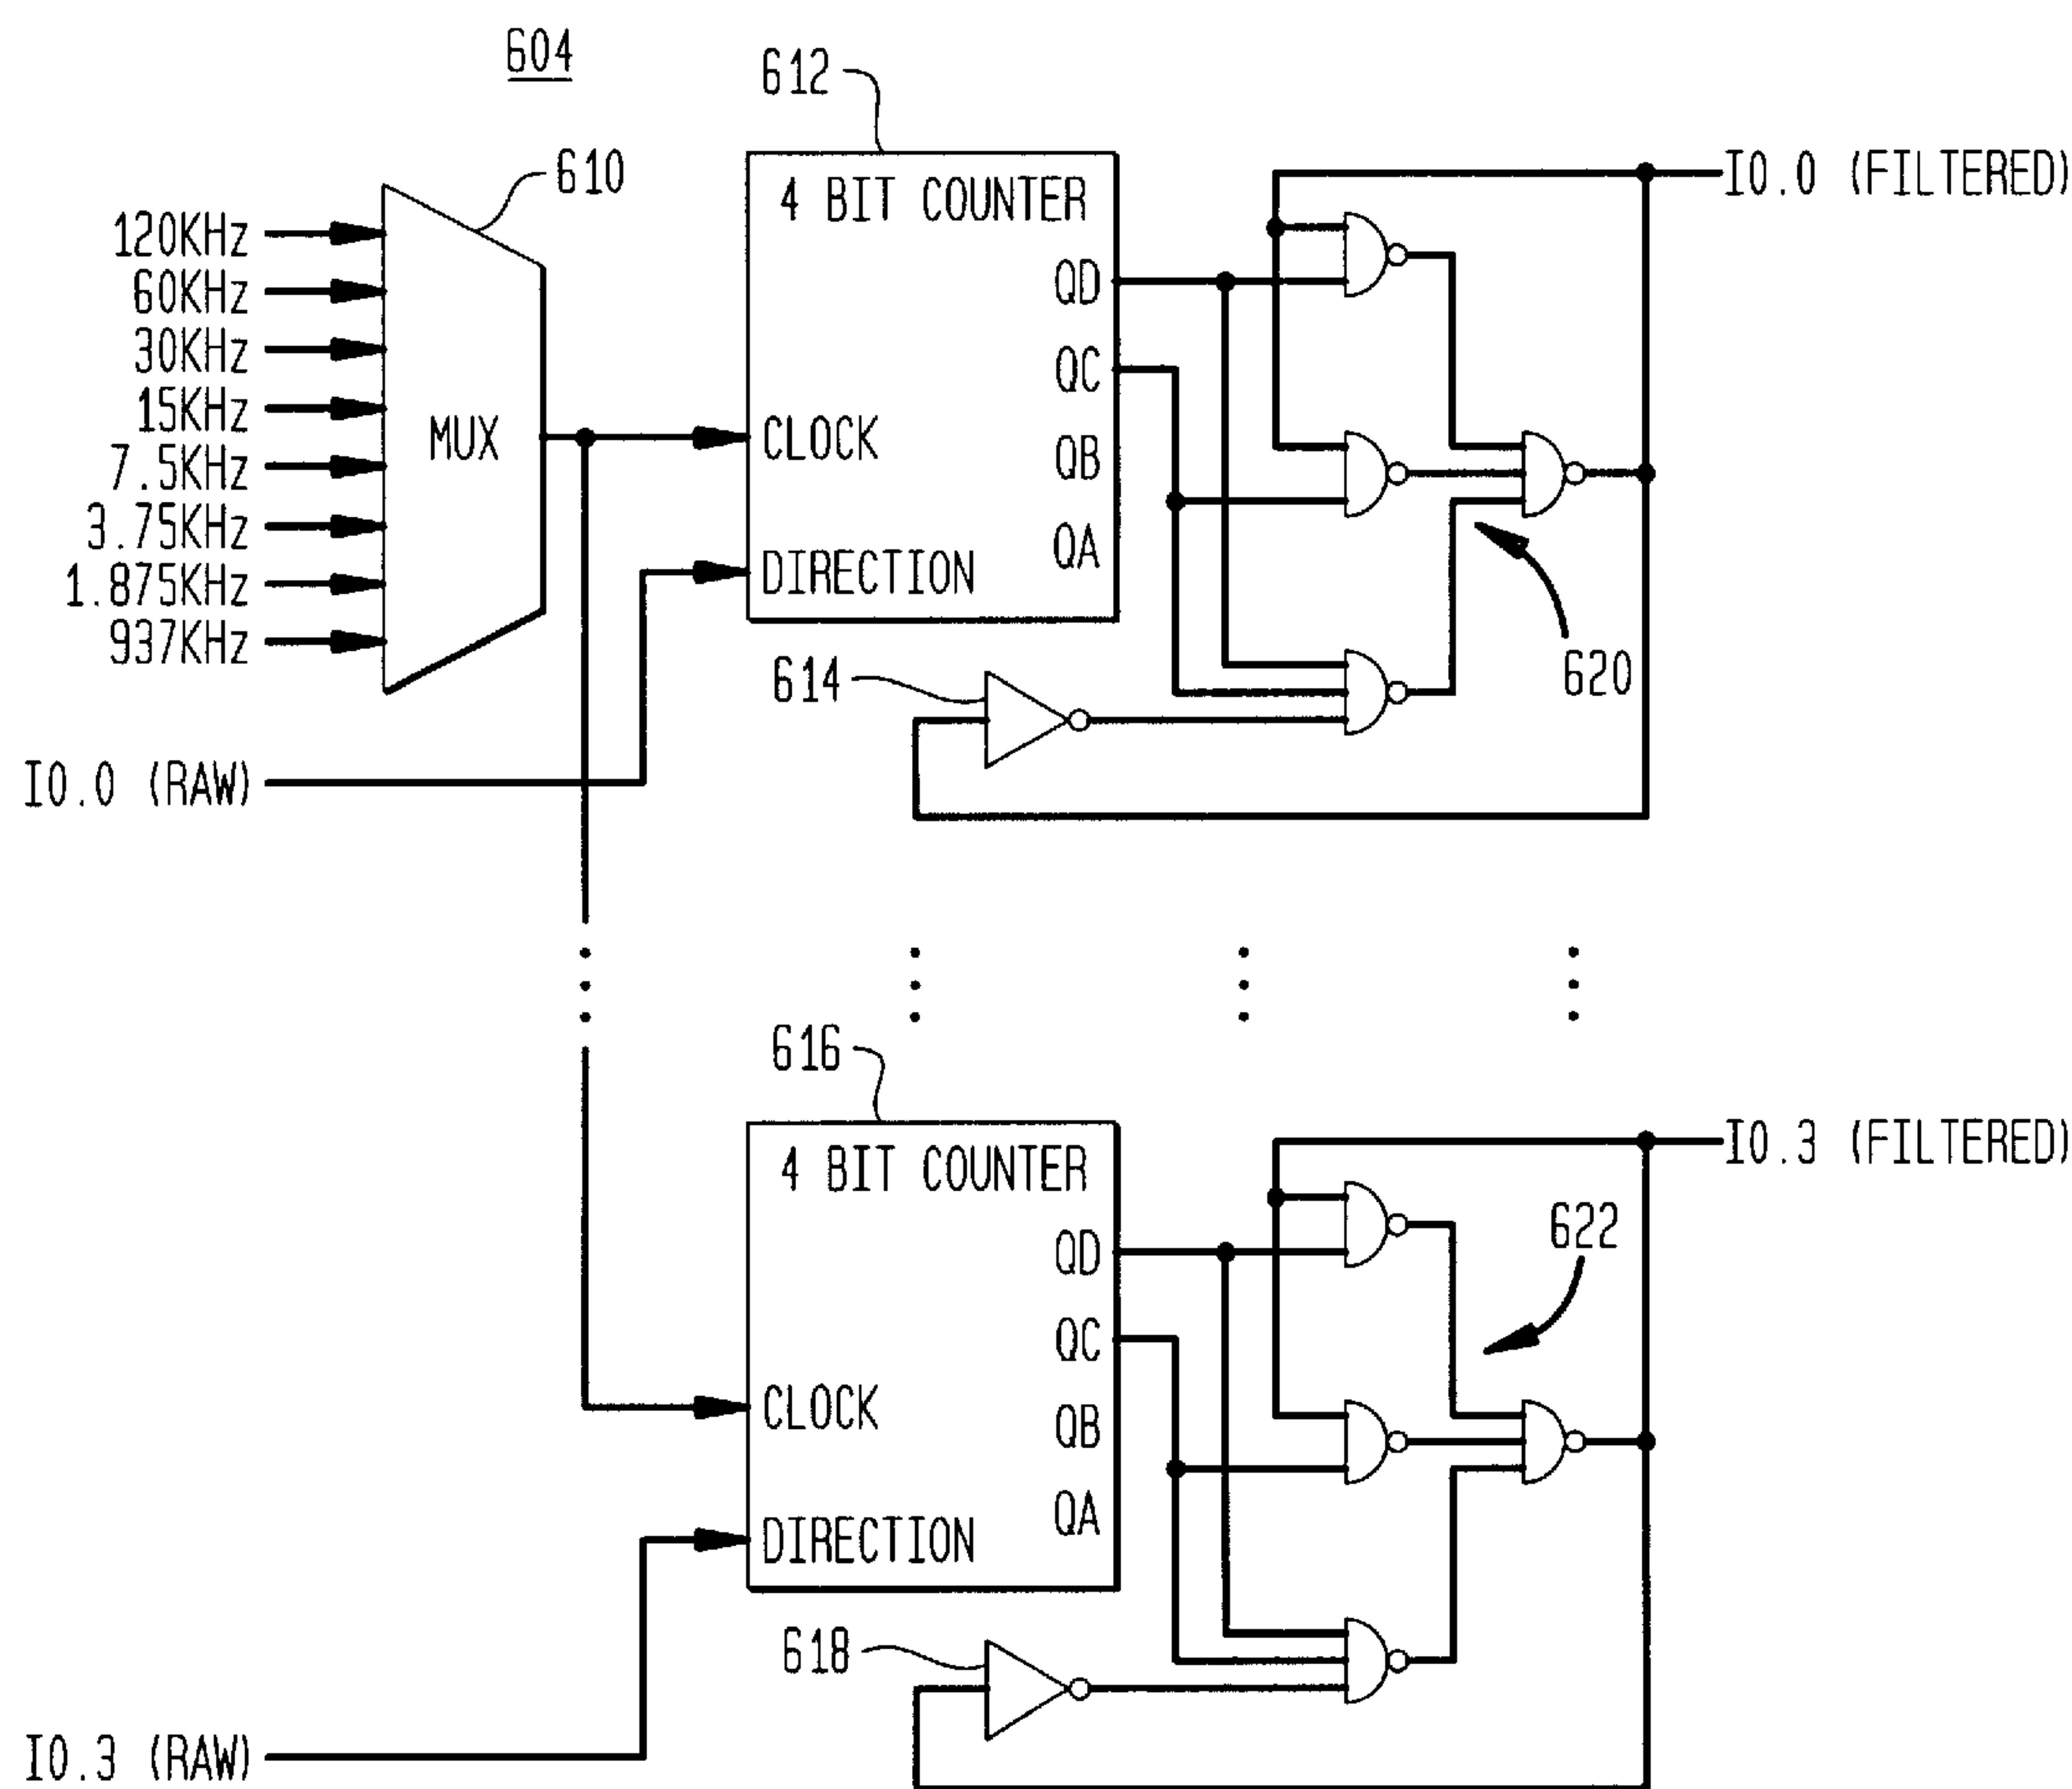 604
610
120KHz
60KHz
30KHz
15KHz
7.5KHz
3.75KHz
1.875KHz
937KHz
MUX
I0.0 (RAW)
612
4 BIT COUNTER
QD
QC
QB
QA
CLOCK
DIRECTION
614
620
I0.0 (FILTERED)
616
4 BIT COUNTER
QD
QC
QB
QA
CLOCK
DIRECTION
618
622
I0.3 (FILTERED)
I0.3 (RAW)